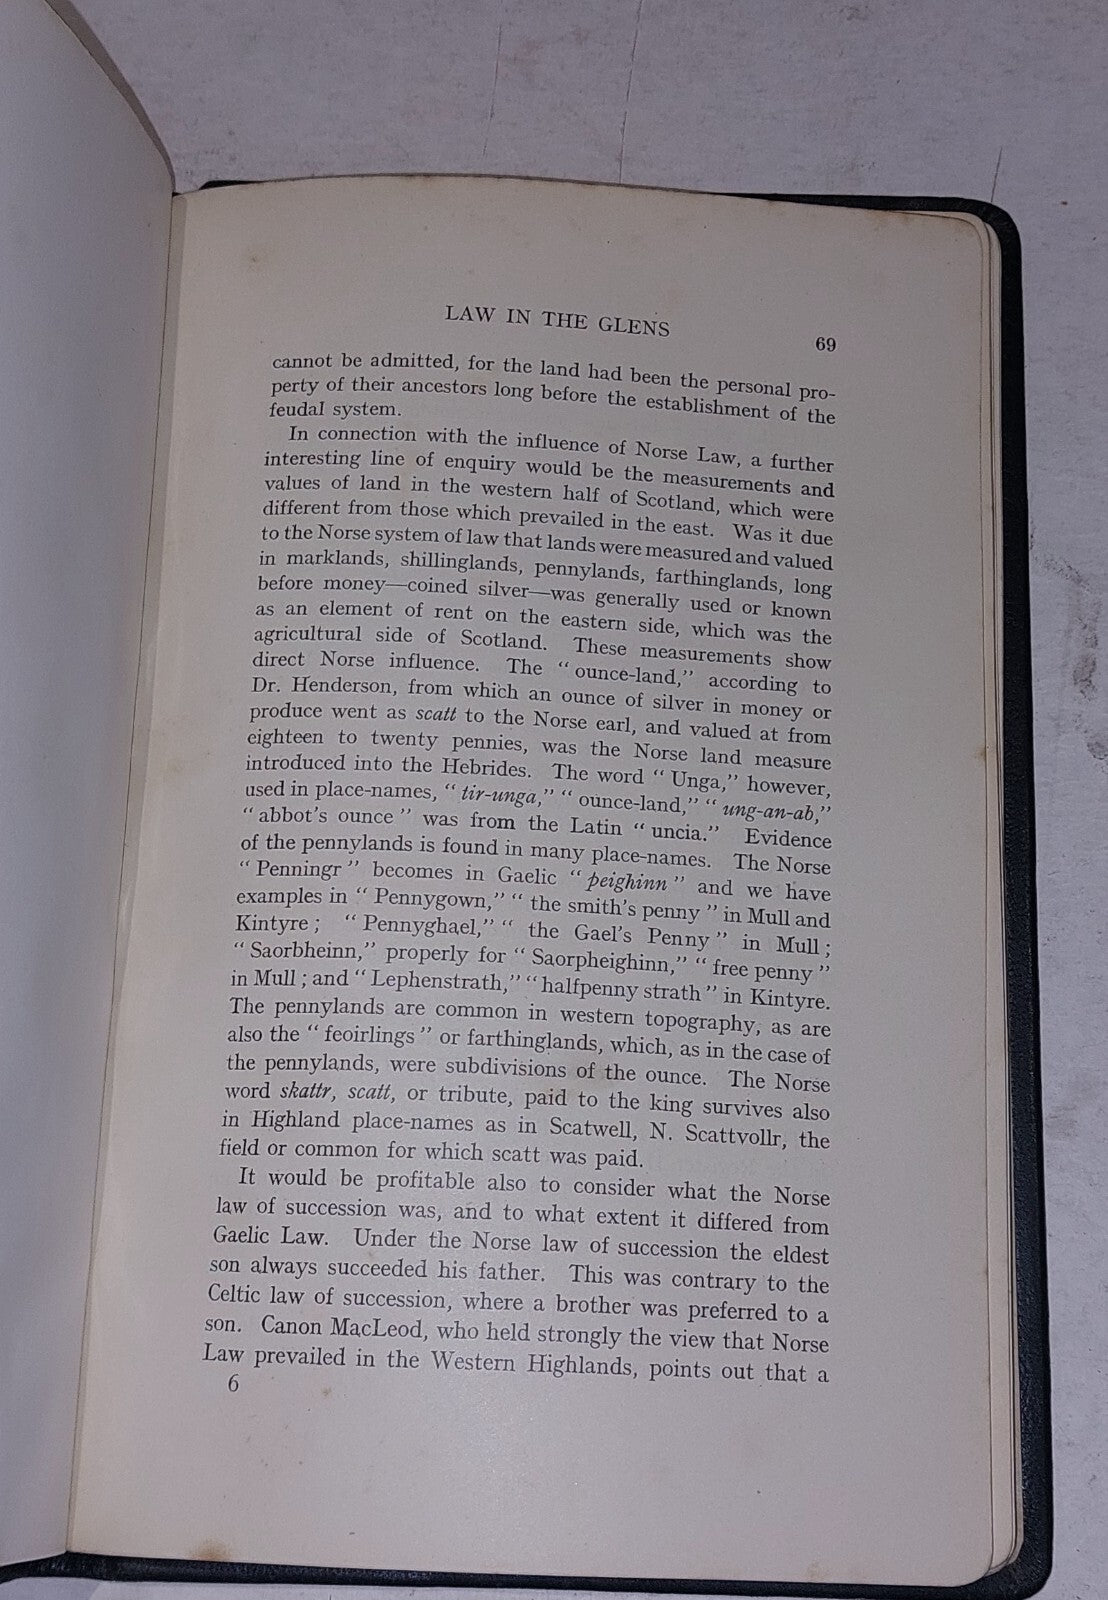 LAW IN THE GLENS
69
cannot be admitted, for the land had been the personal pro-
perty of their ancestors long before the establishment of the
feudal system.
In connection with the influence of Norse Law, a further
interesting line of enquiry would be the measurements and
values of land in the western half of Scotland, which were
different from those which prevailed in the east. Was it due
to the Norse system of law that lands were measured and valued
in marklands, shillinglands, pennylands, farthinglands, long
before money—coined silver—was generally used or known
as an element of rent on the eastern side, which was the
agricultural side of Scotland. These measurements show
direct Norse influence. The “ounce-land,” according to
Dr. Henderson, from which an ounce of silver in money or
produce went as scatt to the Norse earl, and valued at from
eighteen to twenty pennies, was the Norse land measure
introduced into the Hebrides. The word “Unga,” however,
used in place-names, “tir-unga,” “ounce-land,” “ung-an-ab,”
“abbot's ounce” was from the Latin “uncia.” Evidence
of the pennylands is found in many place-names. The Norse
“Penningr” becomes in Gaelic “peighinn” and we have
examples in “Pennygown,” “the smith's penny” in Mull and
Kintyre; “Pennyghael,” “the Gael's Penny” in Mull;
“Saorbheinn,” properly for “Saorpheighinn,” “free penny”
in Mull; and “Lephenstrath,” “halfpenny strath” in Kintyre.
The pennylands are common in western topography, as are
also the “feoirlings” or farthinglands, which, as in the case of
the pennylands, were subdivisions of the ounce. The Norse
word skattr, scatt, or tribute, paid to the king survives also
in Highland place-names as in Scatwell, N. Scattvollr, the
field or common for which scatt was paid.
It would be profitable also to consider what the Norse
law of succession was, and to what extent it differed from
Gaelic Law. Under the Norse law of succession the eldest
son always succeeded his father. This was contrary to the
Celtic law of succession, where a brother was preferred to a
son. Canon MacLeod, who held strongly the view that Norse
Law prevailed in the Western Highlands, points out that a
6